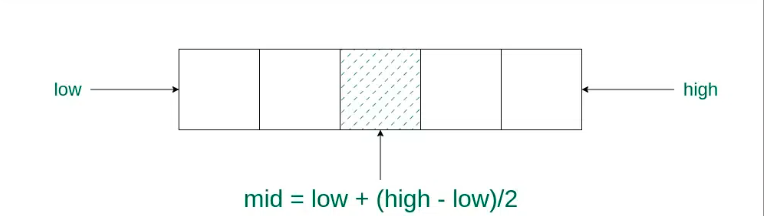 low
high
mid = low + (high - low)/2